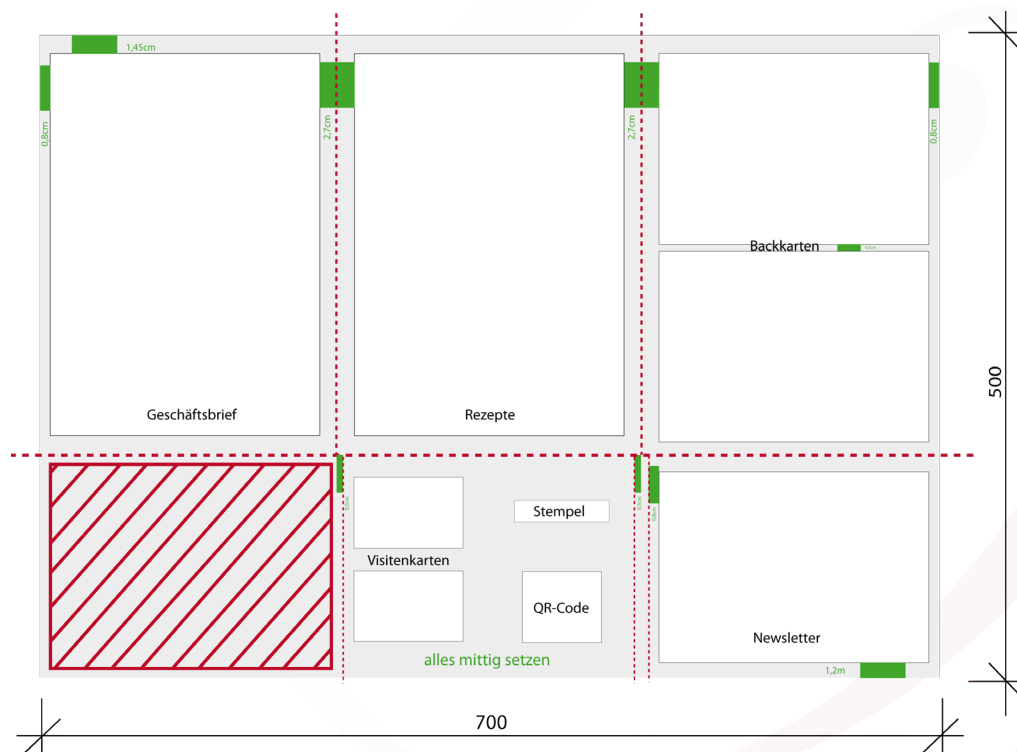 1,45cm
0,8cm
2,7cm
2,7cm
0,8cm
Backkarten
Geschäftsbrief
Rezepte
500
Stempel
Visitenkarten
QR-Code
Newsletter
alles mittig setzen
1,2m
700